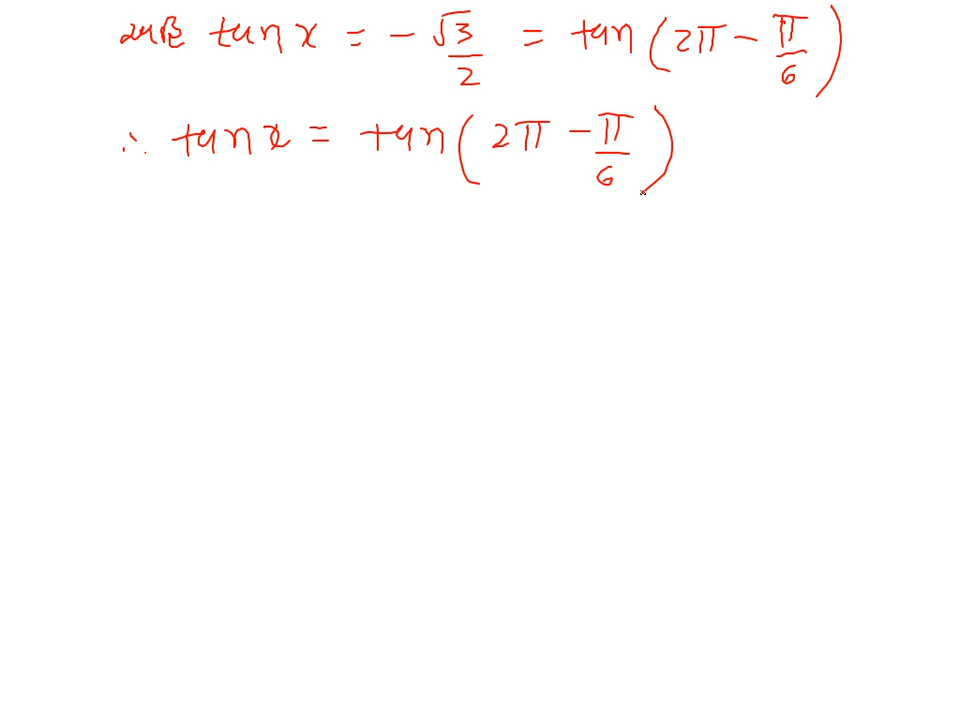 tan x = - √3/2 = tan (2π - π/6)
∴ tan x = tan (2π - π/6)